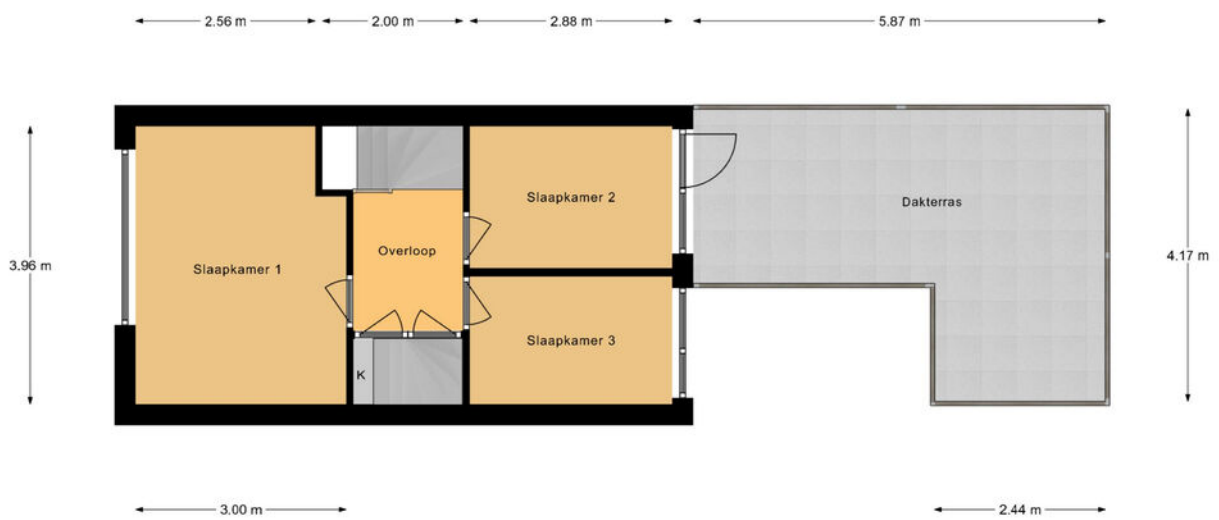 2.56 m 2.00 m 2.88 m 5.87 m
Slaapkamer 2
Dakterras
Overloop
3.96 m
Slaapkamer 1
4.17 m
Slaapkamer 3
K
3.00 m 2.44 m